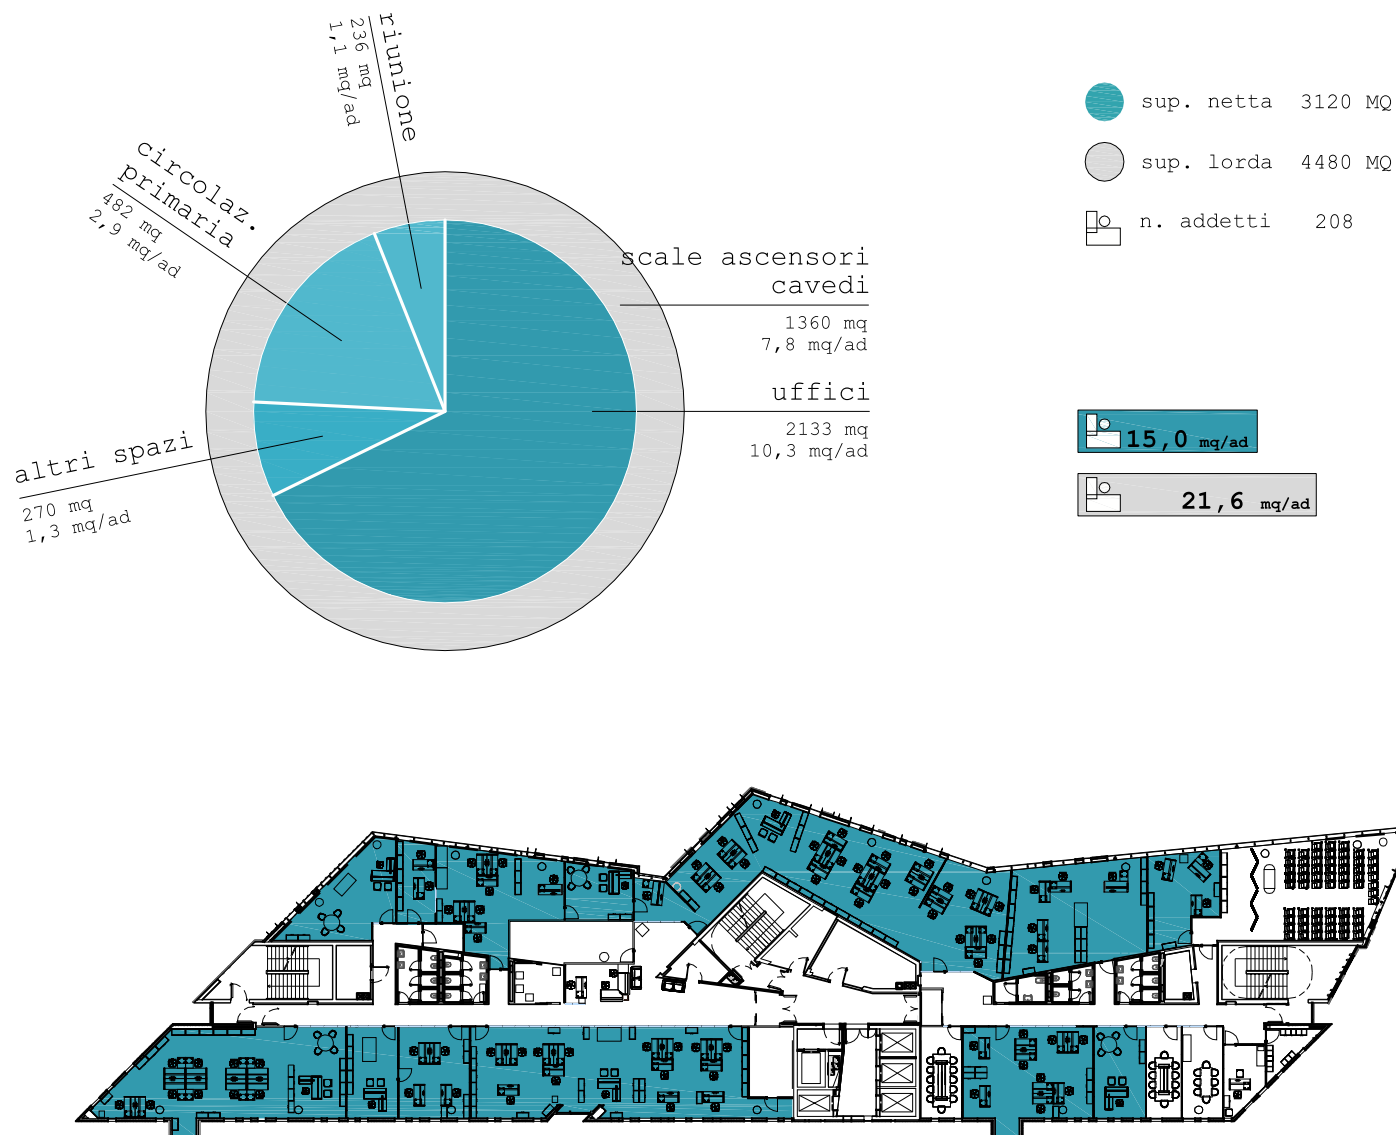 riunione
236 mq
1,1 mq/ad
circolaz.
primaria
482 mq
2,9 mq/ad
altri spazi
270 mq
1,3 mq/ad
scale ascensori
cavedi
1360 mq
7,8 mq/ad
uffici
2133 mq
10,3 mq/ad
sup. netta 3120 MQ
sup. lorda 4480 MQ
n. addetti 208
15,0 mq/ad
21,6 mq/ad